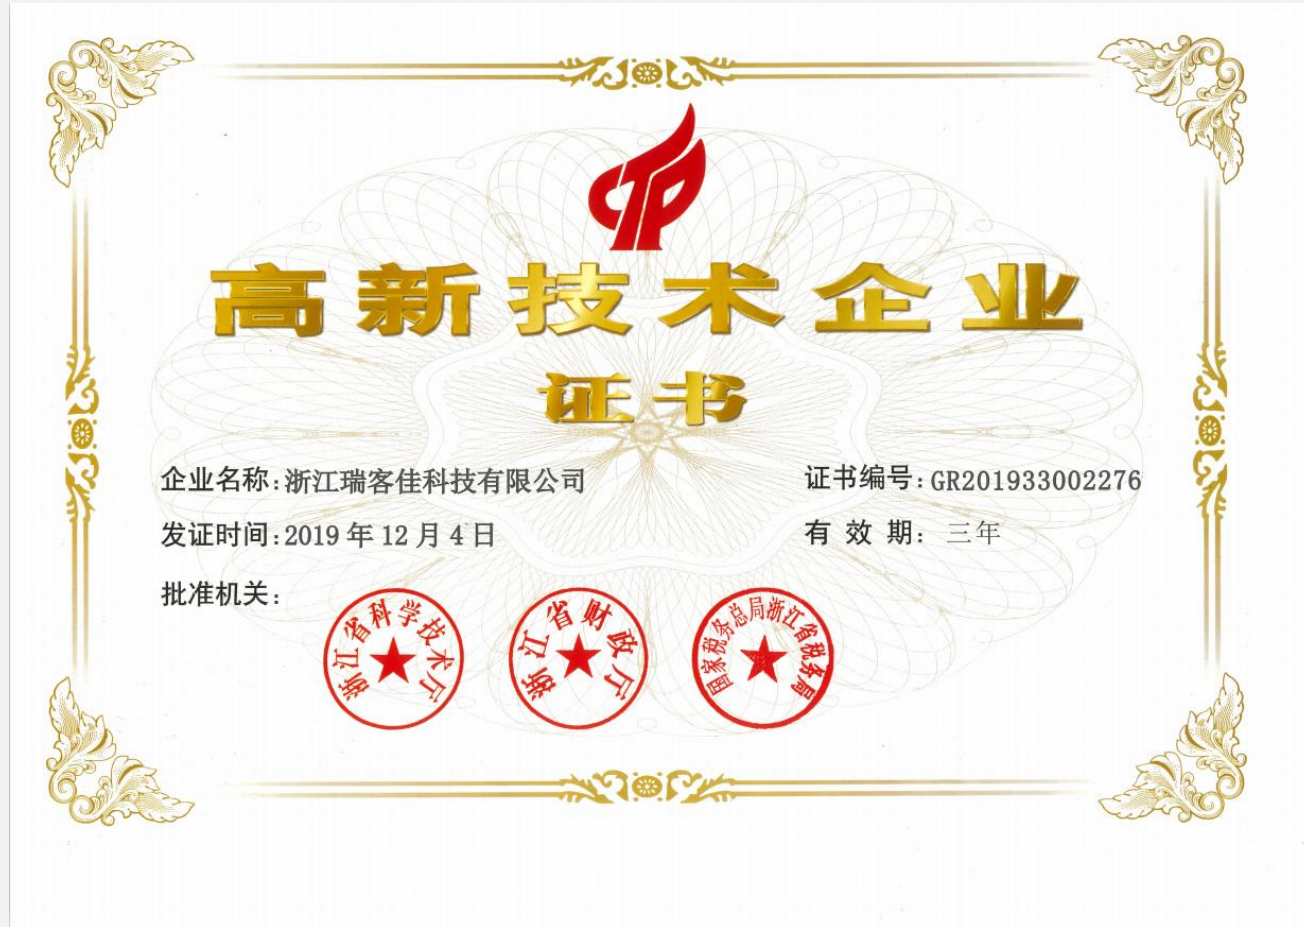 高新技术企业
证书
企业名称:浙江瑞客佳科技有限公司
证书编号:GR201933002276
发证时间:2019年12月4日
有效期: 三年
批准机关:
浙江省科学技术厅
浙江省财政厅
国家税务总局浙江省税务局